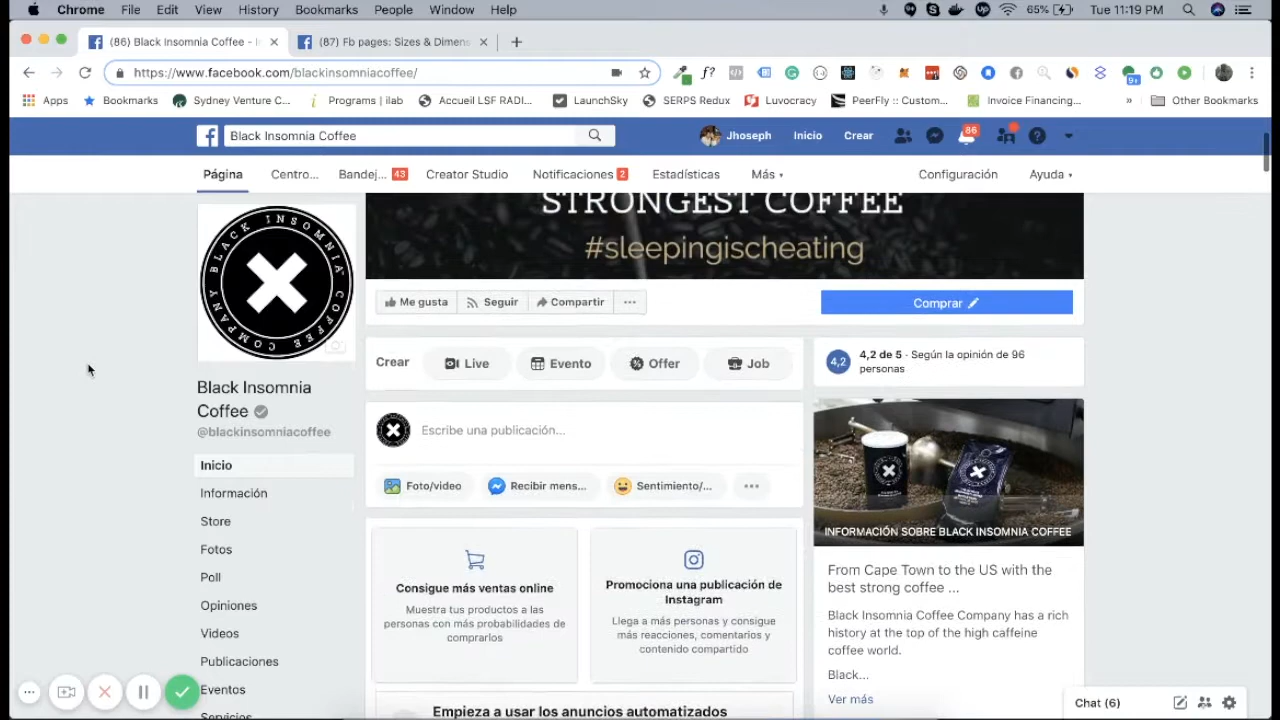 Chrome File Edit View History Bookmarks People Window Help 65% Tue 11:19 PM
(86) Black Insomnia Coffee - I (87) Fb pages: Sizes & Dimens
https://www.facebook.com/blackinsomniacoffee/ f? 9+
Apps Bookmarks Sydney Venture C... Programs | ilab Accueil LSF RADI... LaunchSky SERPS Redux Luvocracy PeerFly :: Custom... Invoice Financing... » Other Bookmarks
Black Insomnia Coffee Jhoseph Inicio Crear 86
Página Centro... Bandej... 43 Creator Studio Notificaciones 2 Estadísticas Más Configuración Ayuda
BLACK INSOMNIA COFFEE COMPANY
STRONGEST COFFEE
#sleepingischeating
Me gusta Seguir Compartir ... Comprar
Crear Live Evento Offer Job
4,2 4,2 de 5 · Según la opinión de 96
personas
Black Insomnia
Coffee
@blackinsomniacoffee
Escribe una publicación...
Foto/video Recibir mens... Sentimiento/... ...
Inicio
Información
Store
Fotos
Poll
Opiniones
Videos
Publicaciones
Eventos
Servicios
Consigue más ventas online
Muestra tus productos a las
personas con más probabilidades de
comprarlos
Promociona una publicación de
Instagram
Llega a más personas y consigue
más reacciones, comentarios y
contenido compartido
Empieza a usar los anuncios automatizados
INFORMACIÓN SOBRE BLACK INSOMNIA COFFEE
From Cape Town to the US with the
best strong coffee ...
Black Insomnia Coffee Company has a rich
history at the top of the high caffeine
coffee world.
Black...
Ver más
Chat (6)